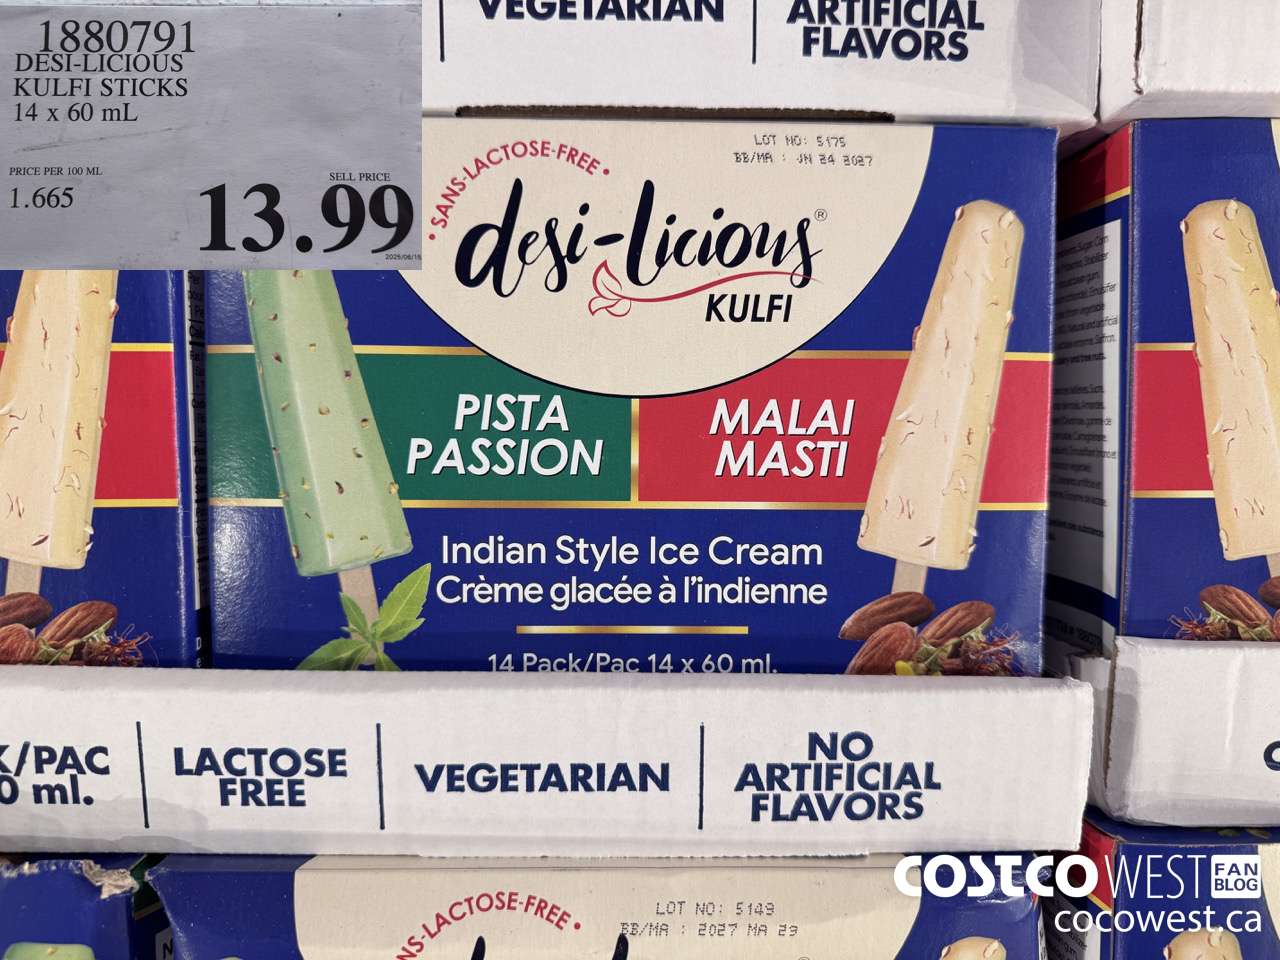 1880791
DESI-LICIOUS
KULFI STICKS
14 x 60 mL
PRICE PER 100 ML
1.665
SELL PRICE
13.99
VEGETARIAN
ARTIFICIAL
FLAVORS
LOT NO: 5175
BB/MA : JN 24 2027
• SANS-LACTOSE-FREE •
desi-licious®
KULFI
PISTA
PASSION
MALAI
MASTI
Indian Style Ice Cream
Crème glacée à l'indienne
14 Pack/Pac 14 x 60 ml.
K/PAC
0 ml.
LACTOSE
FREE
VEGETARIAN
NO
ARTIFICIAL
FLAVORS
LOT NO: 5149
BB/MA : 2027 MA 29
NS-LACTOSE-FREE •
COSTCO WEST FAN BLOG
cocowest.ca